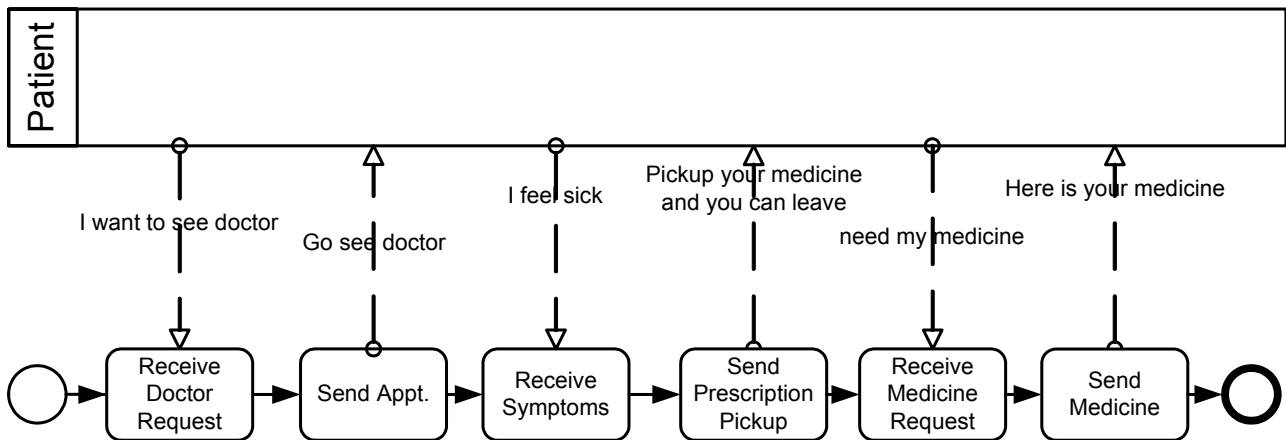 Patient
I want to see doctor
Go see doctor
I feel sick
Pickup your medicine
and you can leave
need my medicine
Here is your medicine
Receive
Doctor
Request
Send Appt.
Receive
Symptoms
Send
Prescription
Pickup
Receive
Medicine
Request
Send
Medicine